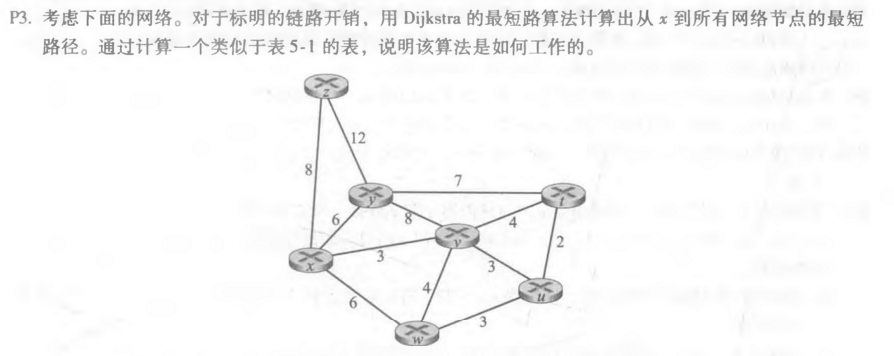 P3. 考虑下面的网络。对于标明的链路开销，用 Dijkstra 的最短路算法计算出从 x 到所有网络节点的最短
路径。通过计算一个类似于表 5-1 的表，说明该算法是如何工作的。
z
12
8
7
y
t
6
8
4
v
3
2
x
3
u
4
6
3
w